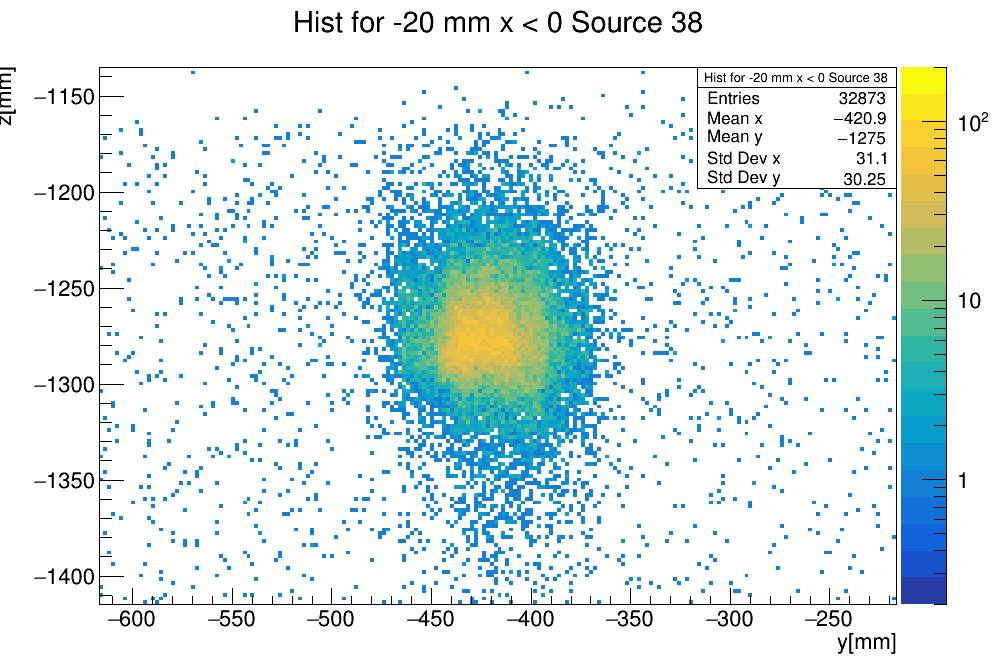 Hist for -20 mm x < 0 Source 38
z[mm]
Hist for -20 mm x < 0 Source 38
Entries 32873
Mean x −420.9
Mean y −1275
Std Dev x 31.1
Std Dev y 30.25
−1150
−1200
−1250
−1300
−1350
−1400
10²
10
1
−600 −550 −500 −450 −400 −350 −300 −250
y[mm]